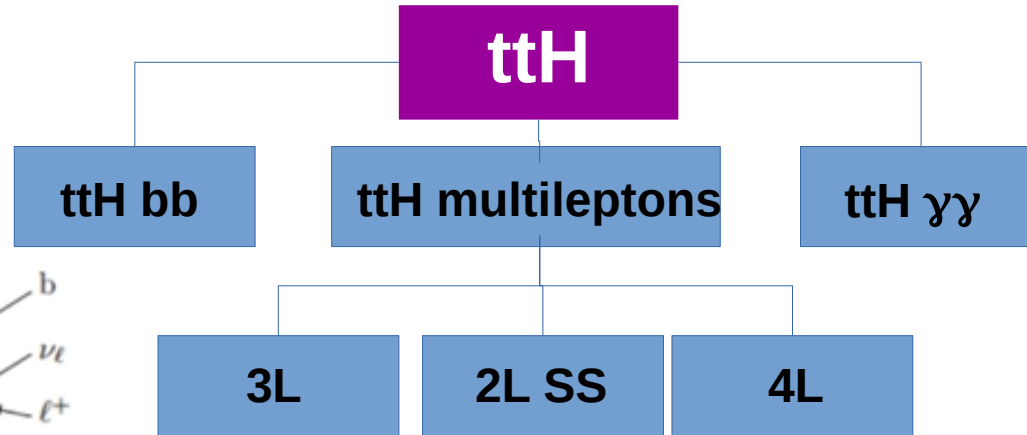 ttH
ttH bb
ttH multileptons
ttH γγ
b
νℓ
ℓ+
3L
2L SS
4L